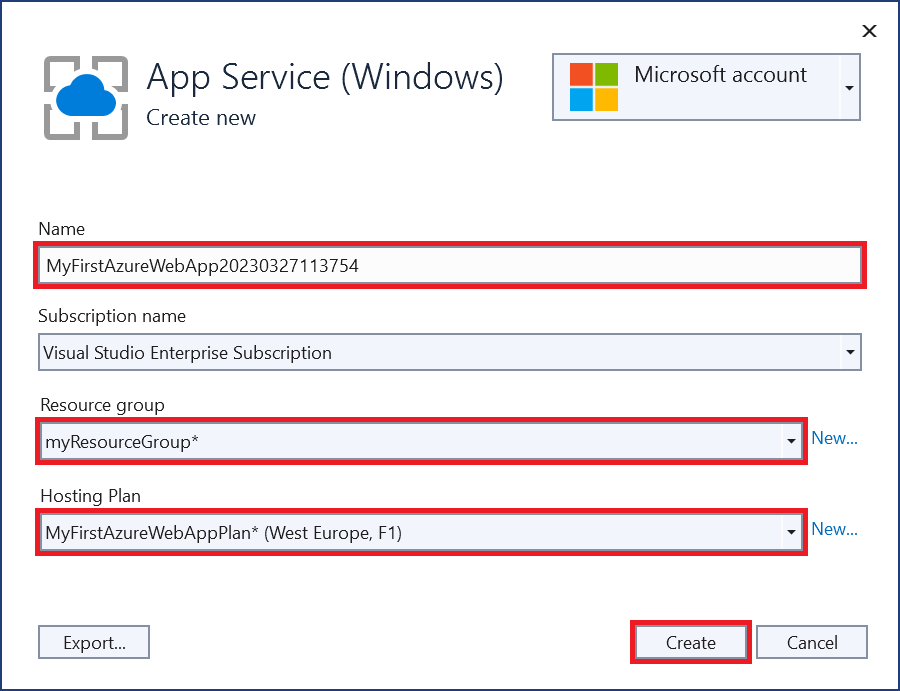 App Service (Windows)
Create new
Microsoft account
Name
MyFirstAzureWebApp20230327113754
Subscription name
Visual Studio Enterprise Subscription
Resource group
myResourceGroup*
New...
Hosting Plan
MyFirstAzureWebAppPlan* (West Europe, F1)
New...
Export...
Create
Cancel